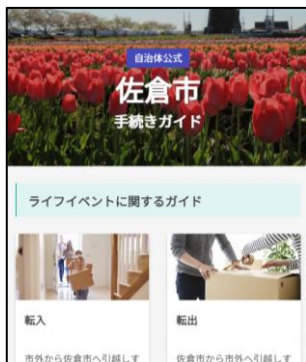 自治体公式
佐倉市
手続きガイド
ライフイベントに関するガイド
転入
転出
市外から佐倉市へ引越しす
佐倉市から市外へ引越しす